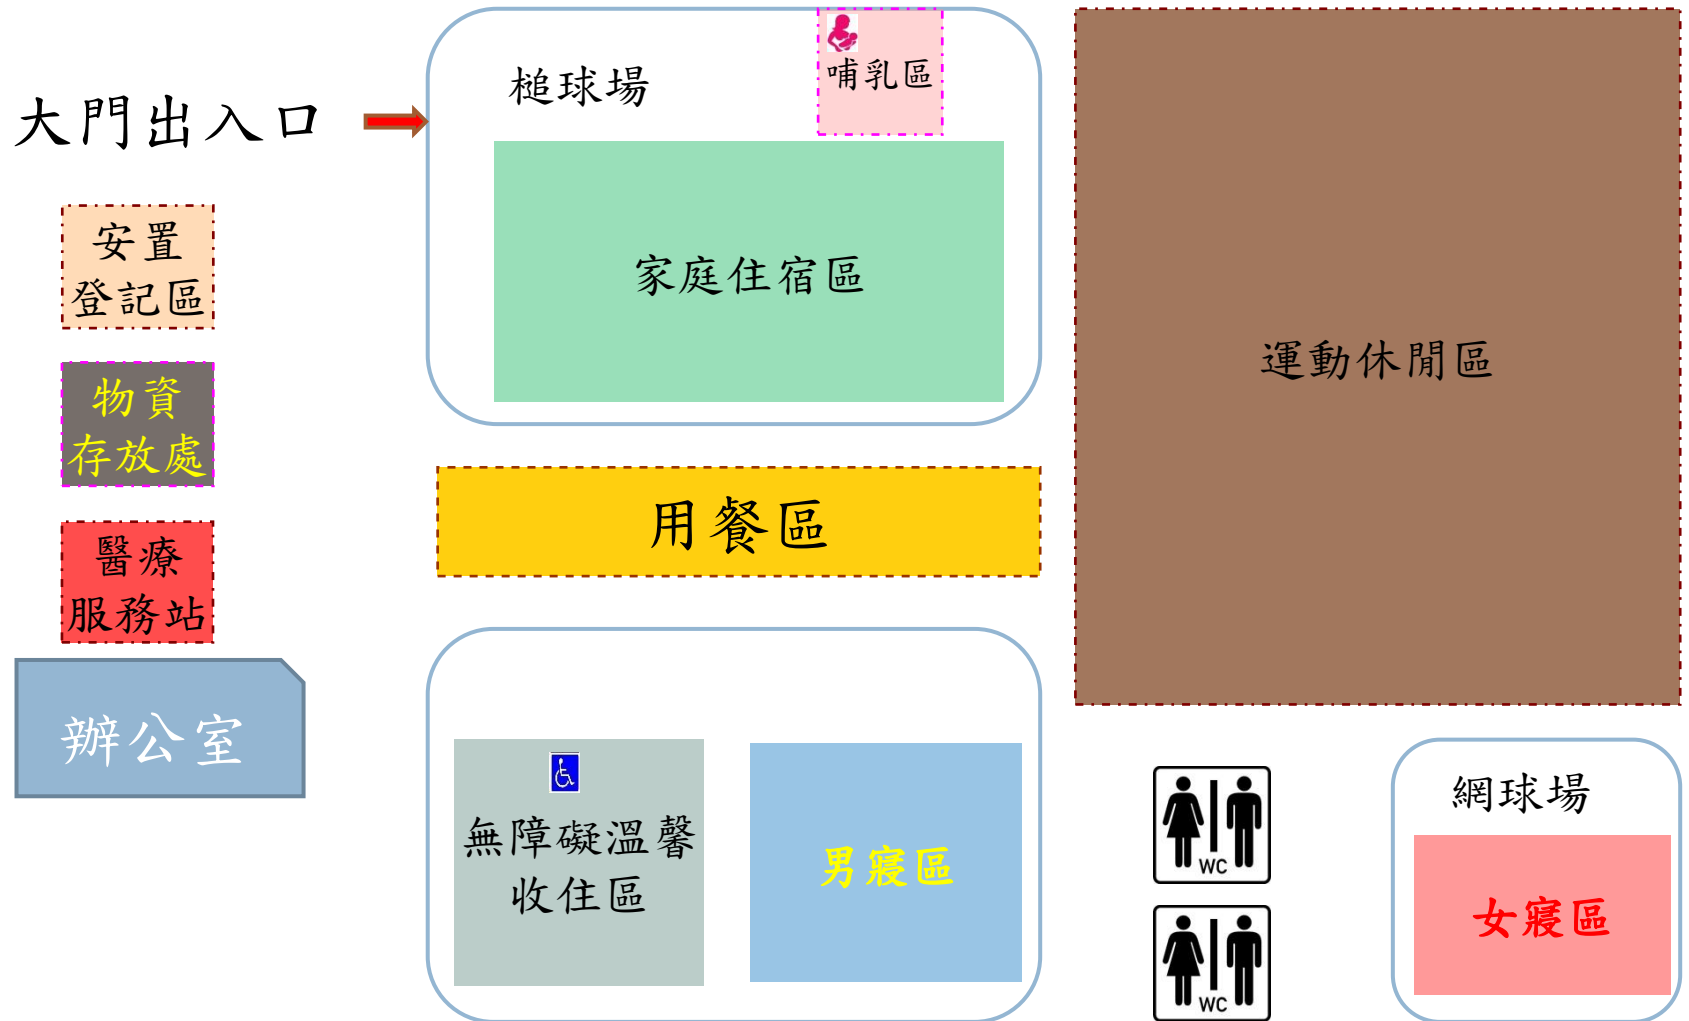 大門出入口
槌球場
哺乳區
安置
登記區
家庭住宿區
運動休閒區
物資
存放處
用餐區
醫療
服務站
辦公室
無障礙溫馨
收住區
男寢區
WC
WC
網球場
女寢區